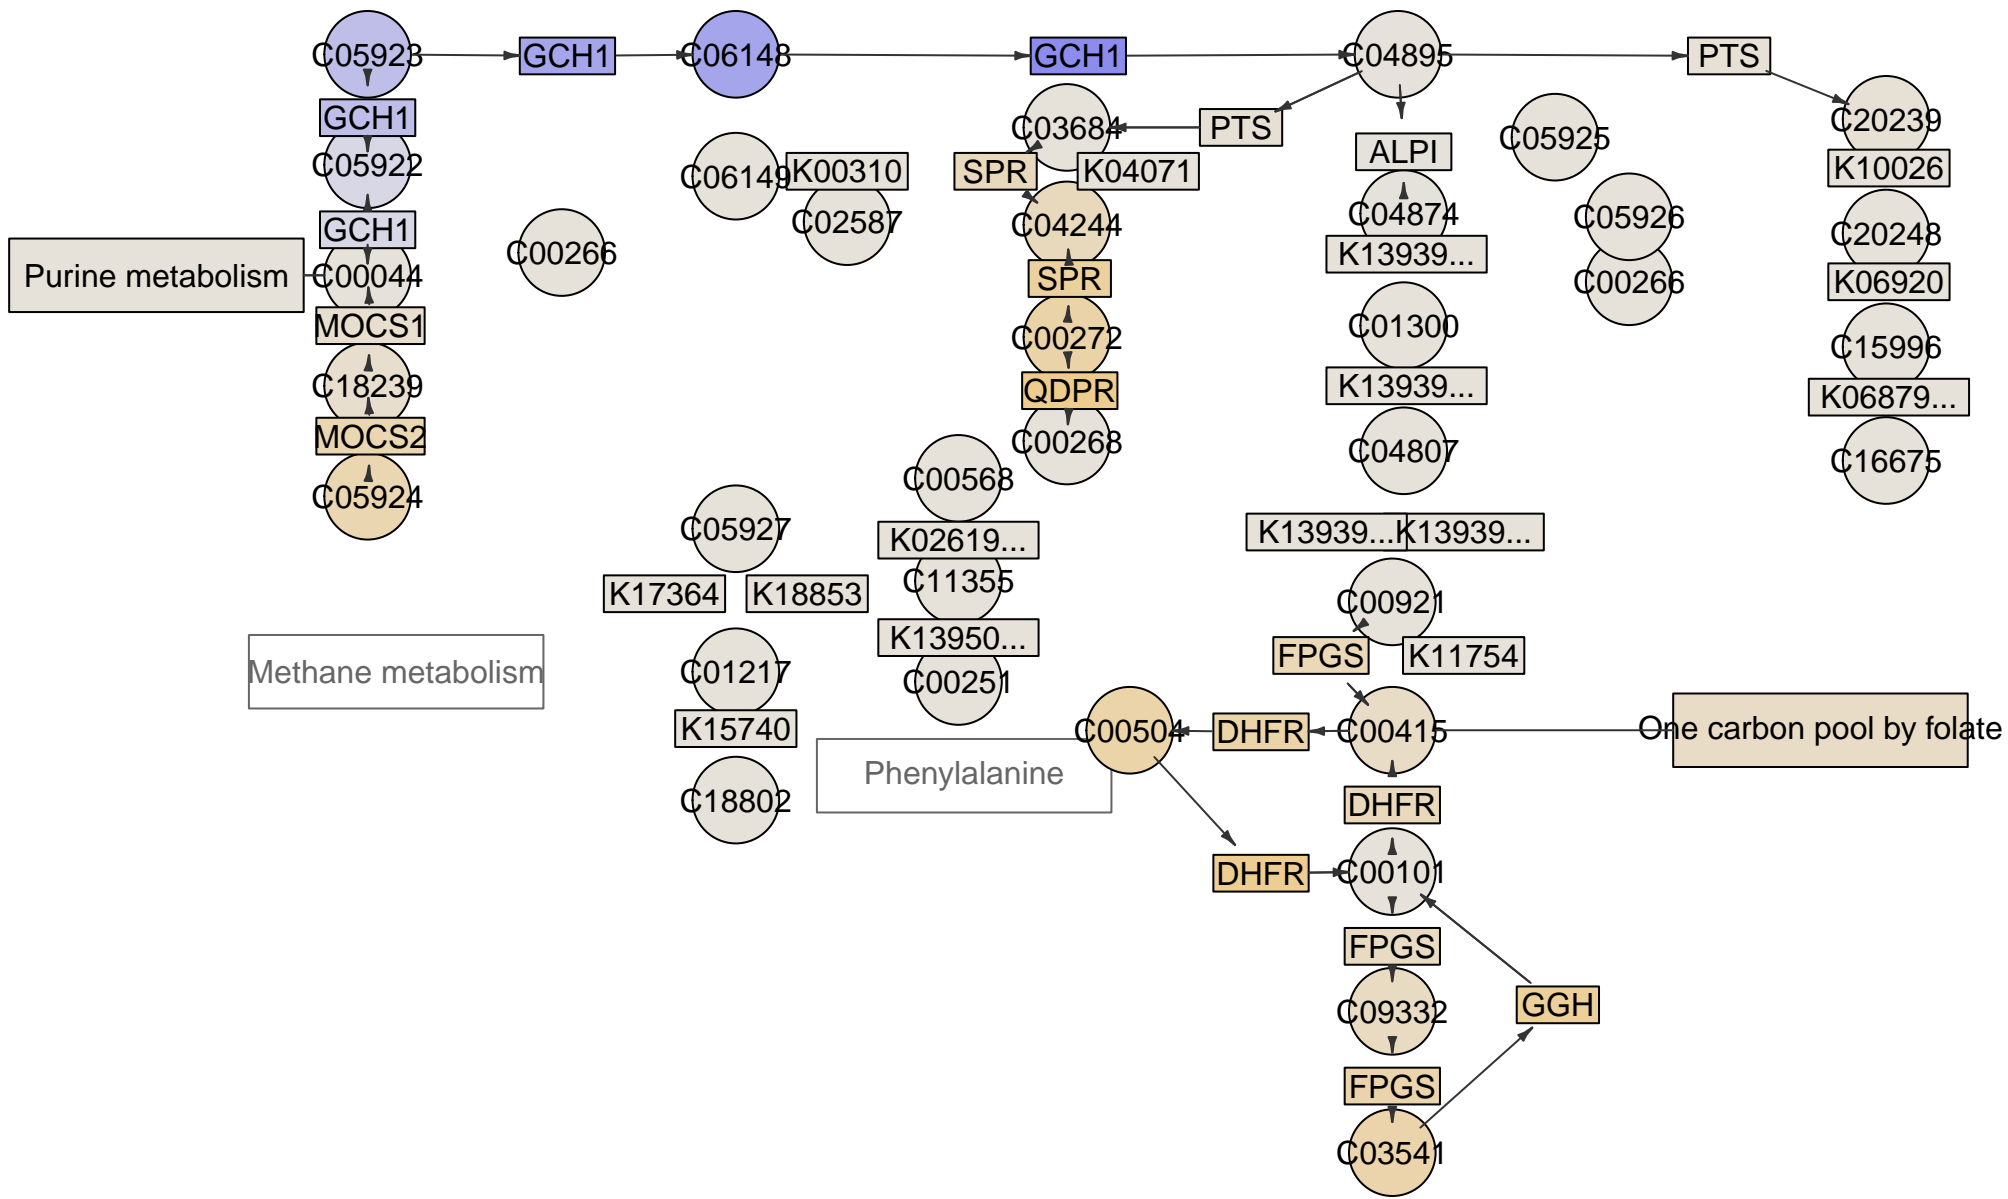 C05923
GCH1
C06148
GCH1
C04895
PTS
GCH1
C03684
PTS
C05925
C20239
C05922
C06149
K00310
SPR
K04071
ALPI
K10026
GCH1
C02587
C04244
C04874
C05926
C20248
C00266
K13939...
Purine metabolism
C00044
SPR
C00266
K06920
MOCS1
C00272
C01300
C15996
C18239
QDPR
K13939...
K06879...
MOCS2
C00268
C04807
C16675
C05924
C00568
C05927
K02619...
K13939...
K13939...
K17364
K18853
C11355
C00921
K13950...
FPGS
K11754
Methane metabolism
C01217
C00251
K15740
C00504
DHFR
C00415
One carbon pool by folate
Phenylalanine
C18802
DHFR
DHFR
C00101
FPGS
C09332
GGH
FPGS
C03541